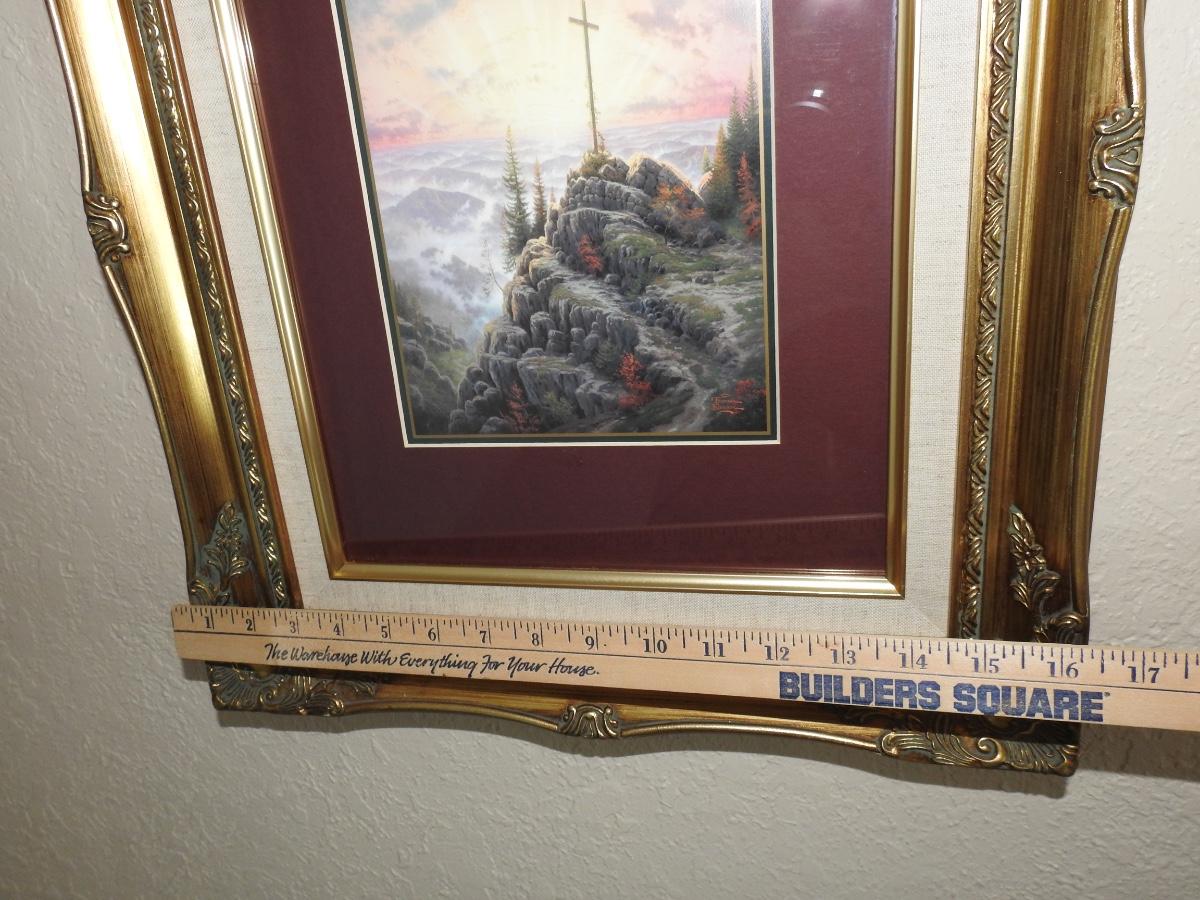 1 2 3 4 5 6 7 8 9 10 11 12 13 14 15 16 17
The Warehouse With Everything For Your House.
BUILDERS SQUARE